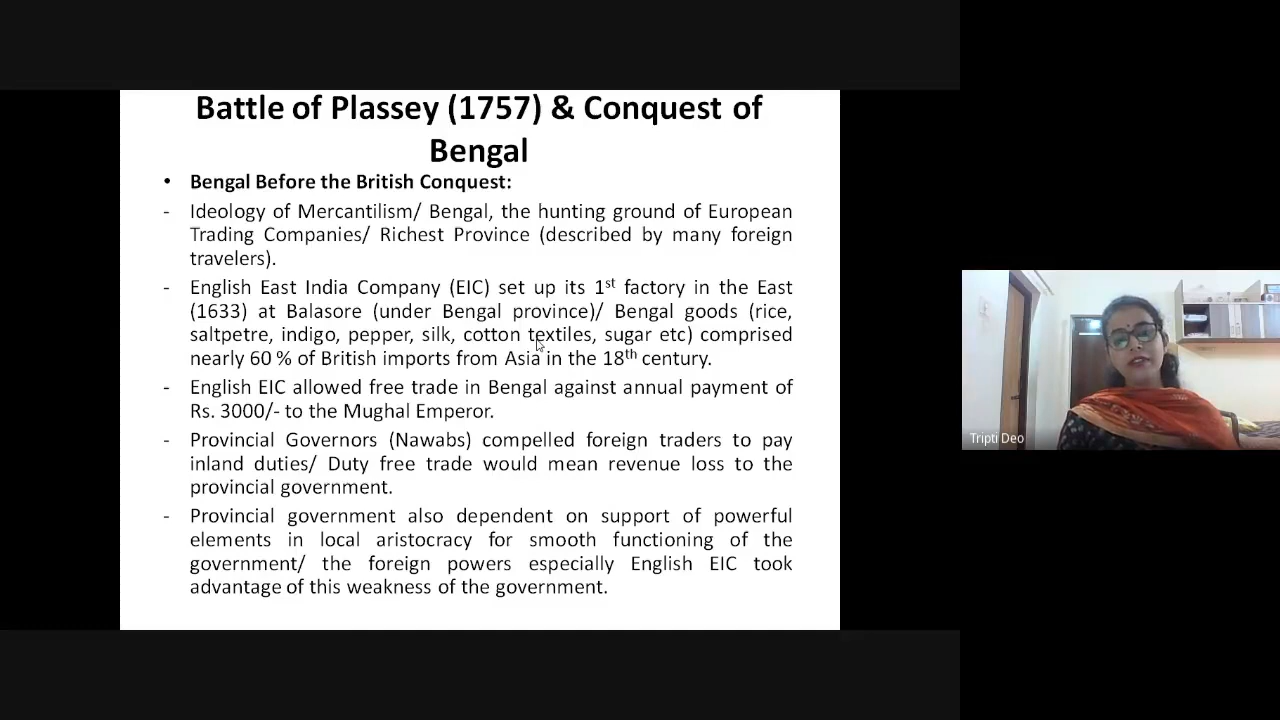 Battle of Plassey (1757) & Conquest of
Bengal
• Bengal Before the British Conquest:
- Ideology of Mercantilism/ Bengal, the hunting ground of European
Trading Companies/ Richest Province (described by many foreign
travelers).
- English East India Company (EIC) set up its 1st factory in the East
(1633) at Balasore (under Bengal province)/ Bengal goods (rice,
saltpetre, indigo, pepper, silk, cotton textiles, sugar etc) comprised
nearly 60 % of British imports from Asia in the 18th century.
- English EIC allowed free trade in Bengal against annual payment of
Rs. 3000/- to the Mughal Emperor.
- Provincial Governors (Nawabs) compelled foreign traders to pay
inland duties/ Duty free trade would mean revenue loss to the
provincial government.
- Provincial government also dependent on support of powerful
elements in local aristocracy for smooth functioning of the
government/ the foreign powers especially English EIC took
advantage of this weakness of the government.
Tripti Deo